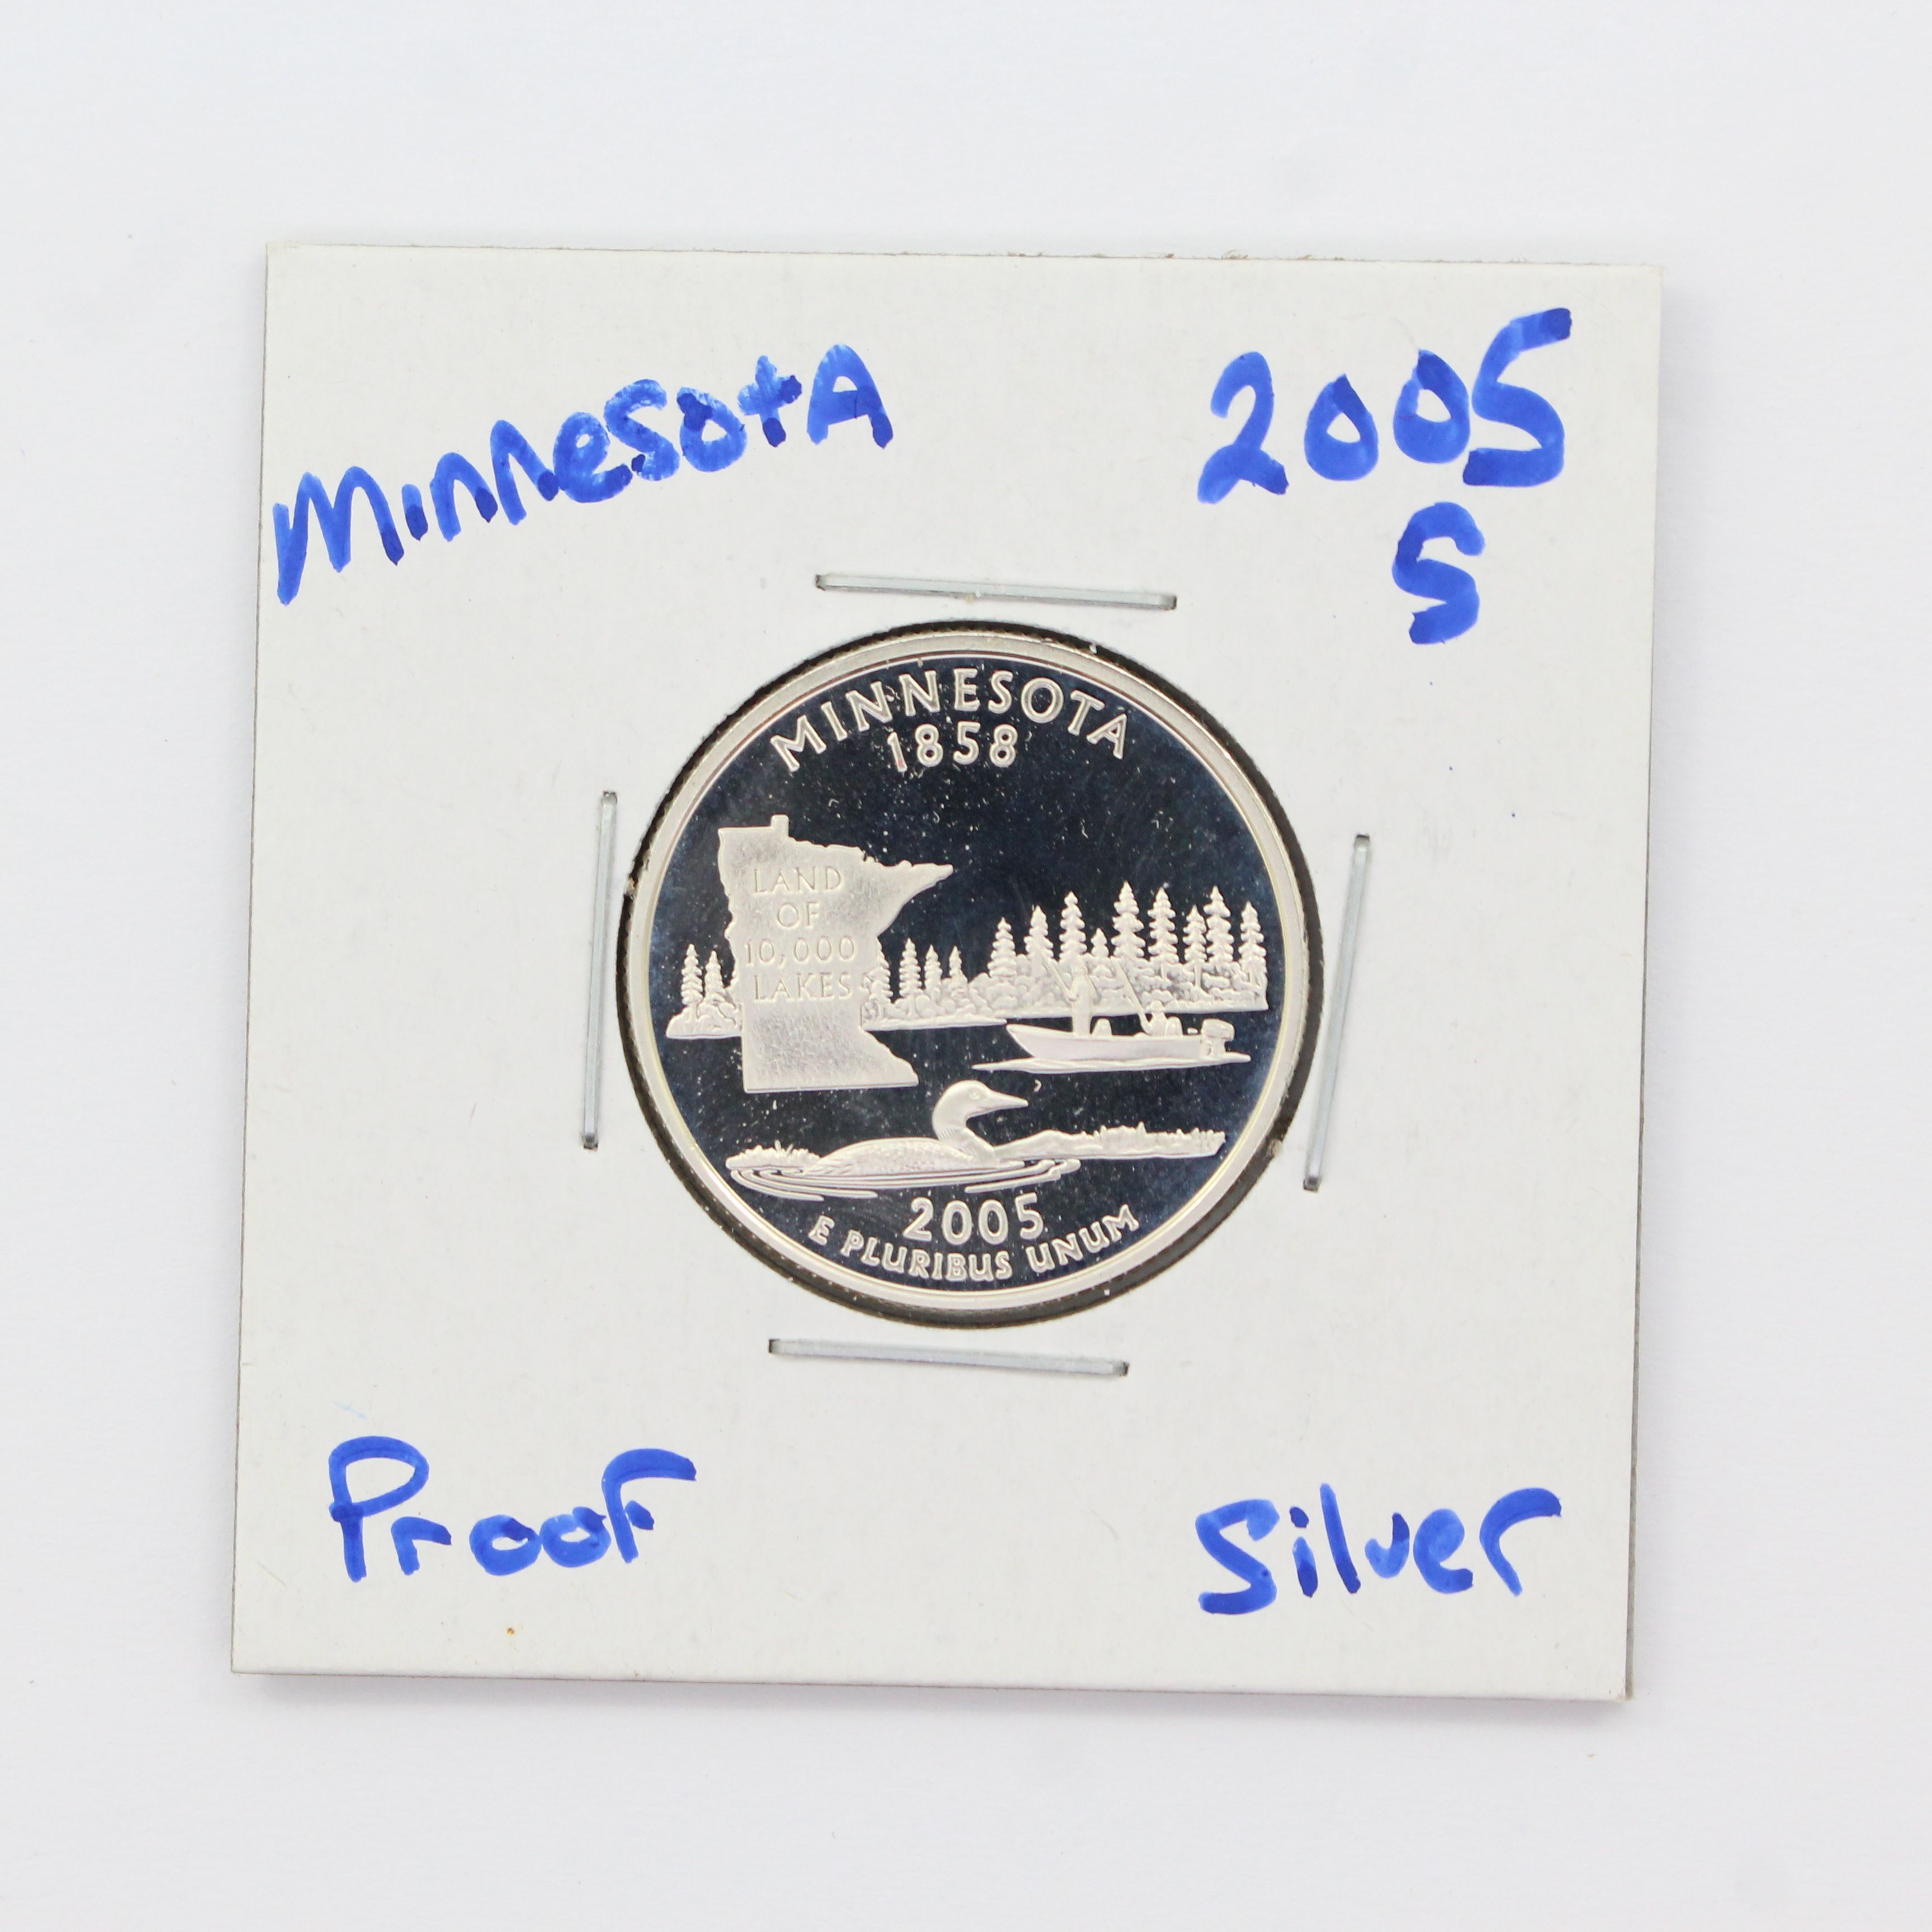 MinnesotA
2005
S
MINNESOTA
1858
LAND
OF
10,000
LAKES
2005
E PLURIBUS UNUM
Proof
Silver